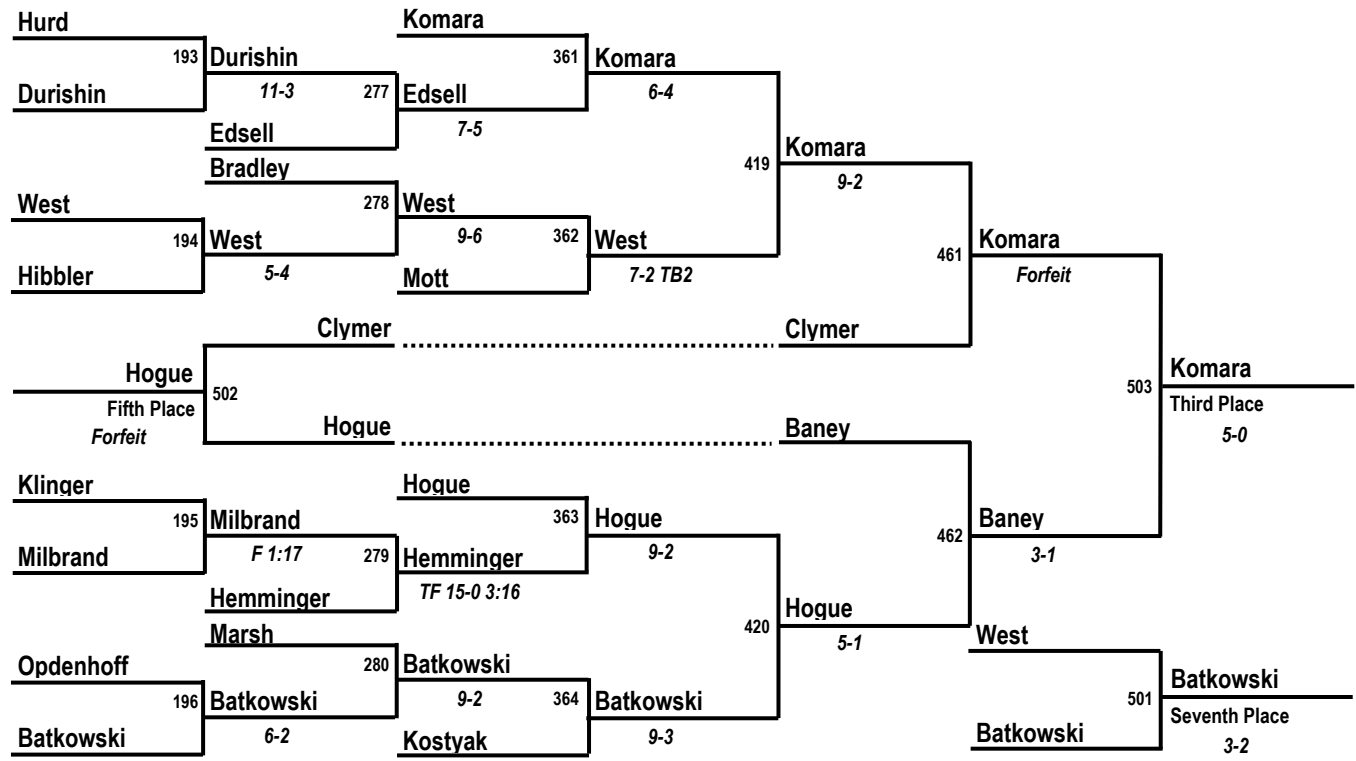 Hurd
Komara
193 Durishin 361 Komara
Durishin 11-3 277 Edsell 6-4
Edsell 7-5
Bradley 419 Komara
278 9-2
West West
194 West 9-6 362 West 461 Komara
Hibbler 5-4 Mott 7-2 TB2 Forfeit
Clymer Clymer
Hogue 502 503 Komara
Fifth Place Third Place
Forfeit Hogue Baney 5-0
Klinger Hogue
195 Milbrand 363 Hogue 462 Baney
Milbrand F 1:17 279 Hemminger 9-2 3-1
Hemminger TF 15-0 3:16
Marsh 420 Hogue West
Opdenhoff 280 Batkowski 5-1 Batkowski
196 Batkowski 9-2 364 Batkowski 501 Seventh Place
Batkowski 6-2 Kostyak 9-3 Batkowski 3-2